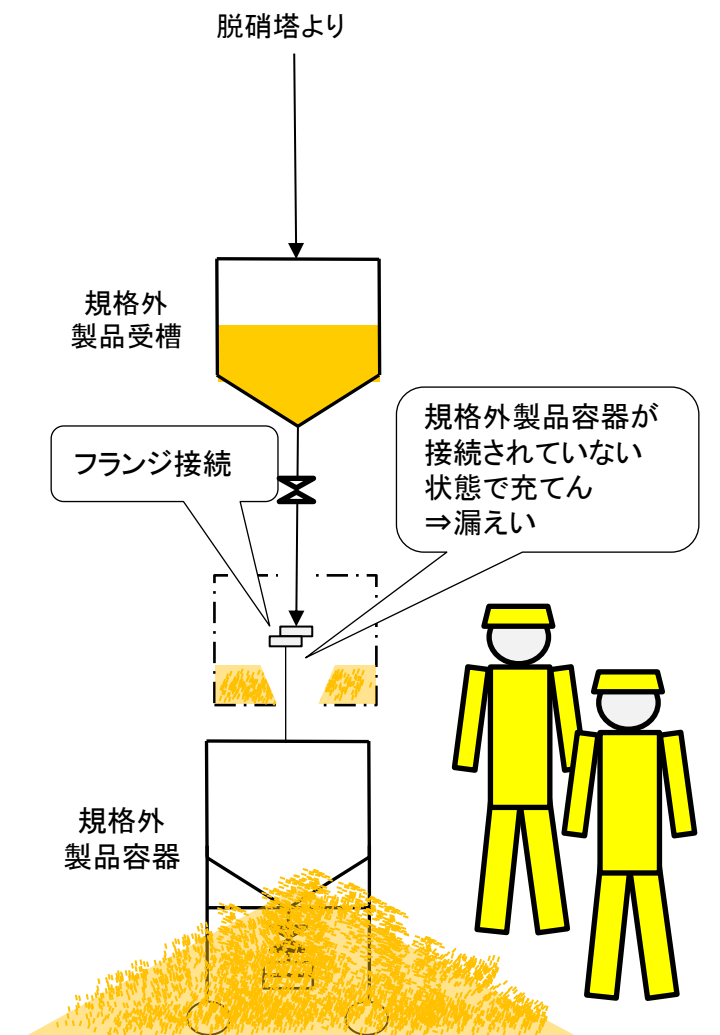 脱硝塔より
規格外
製品受槽
フランジ接続
規格外製品容器が
接続されていない
状態で充てん
⇒漏えい
規格外
製品容器